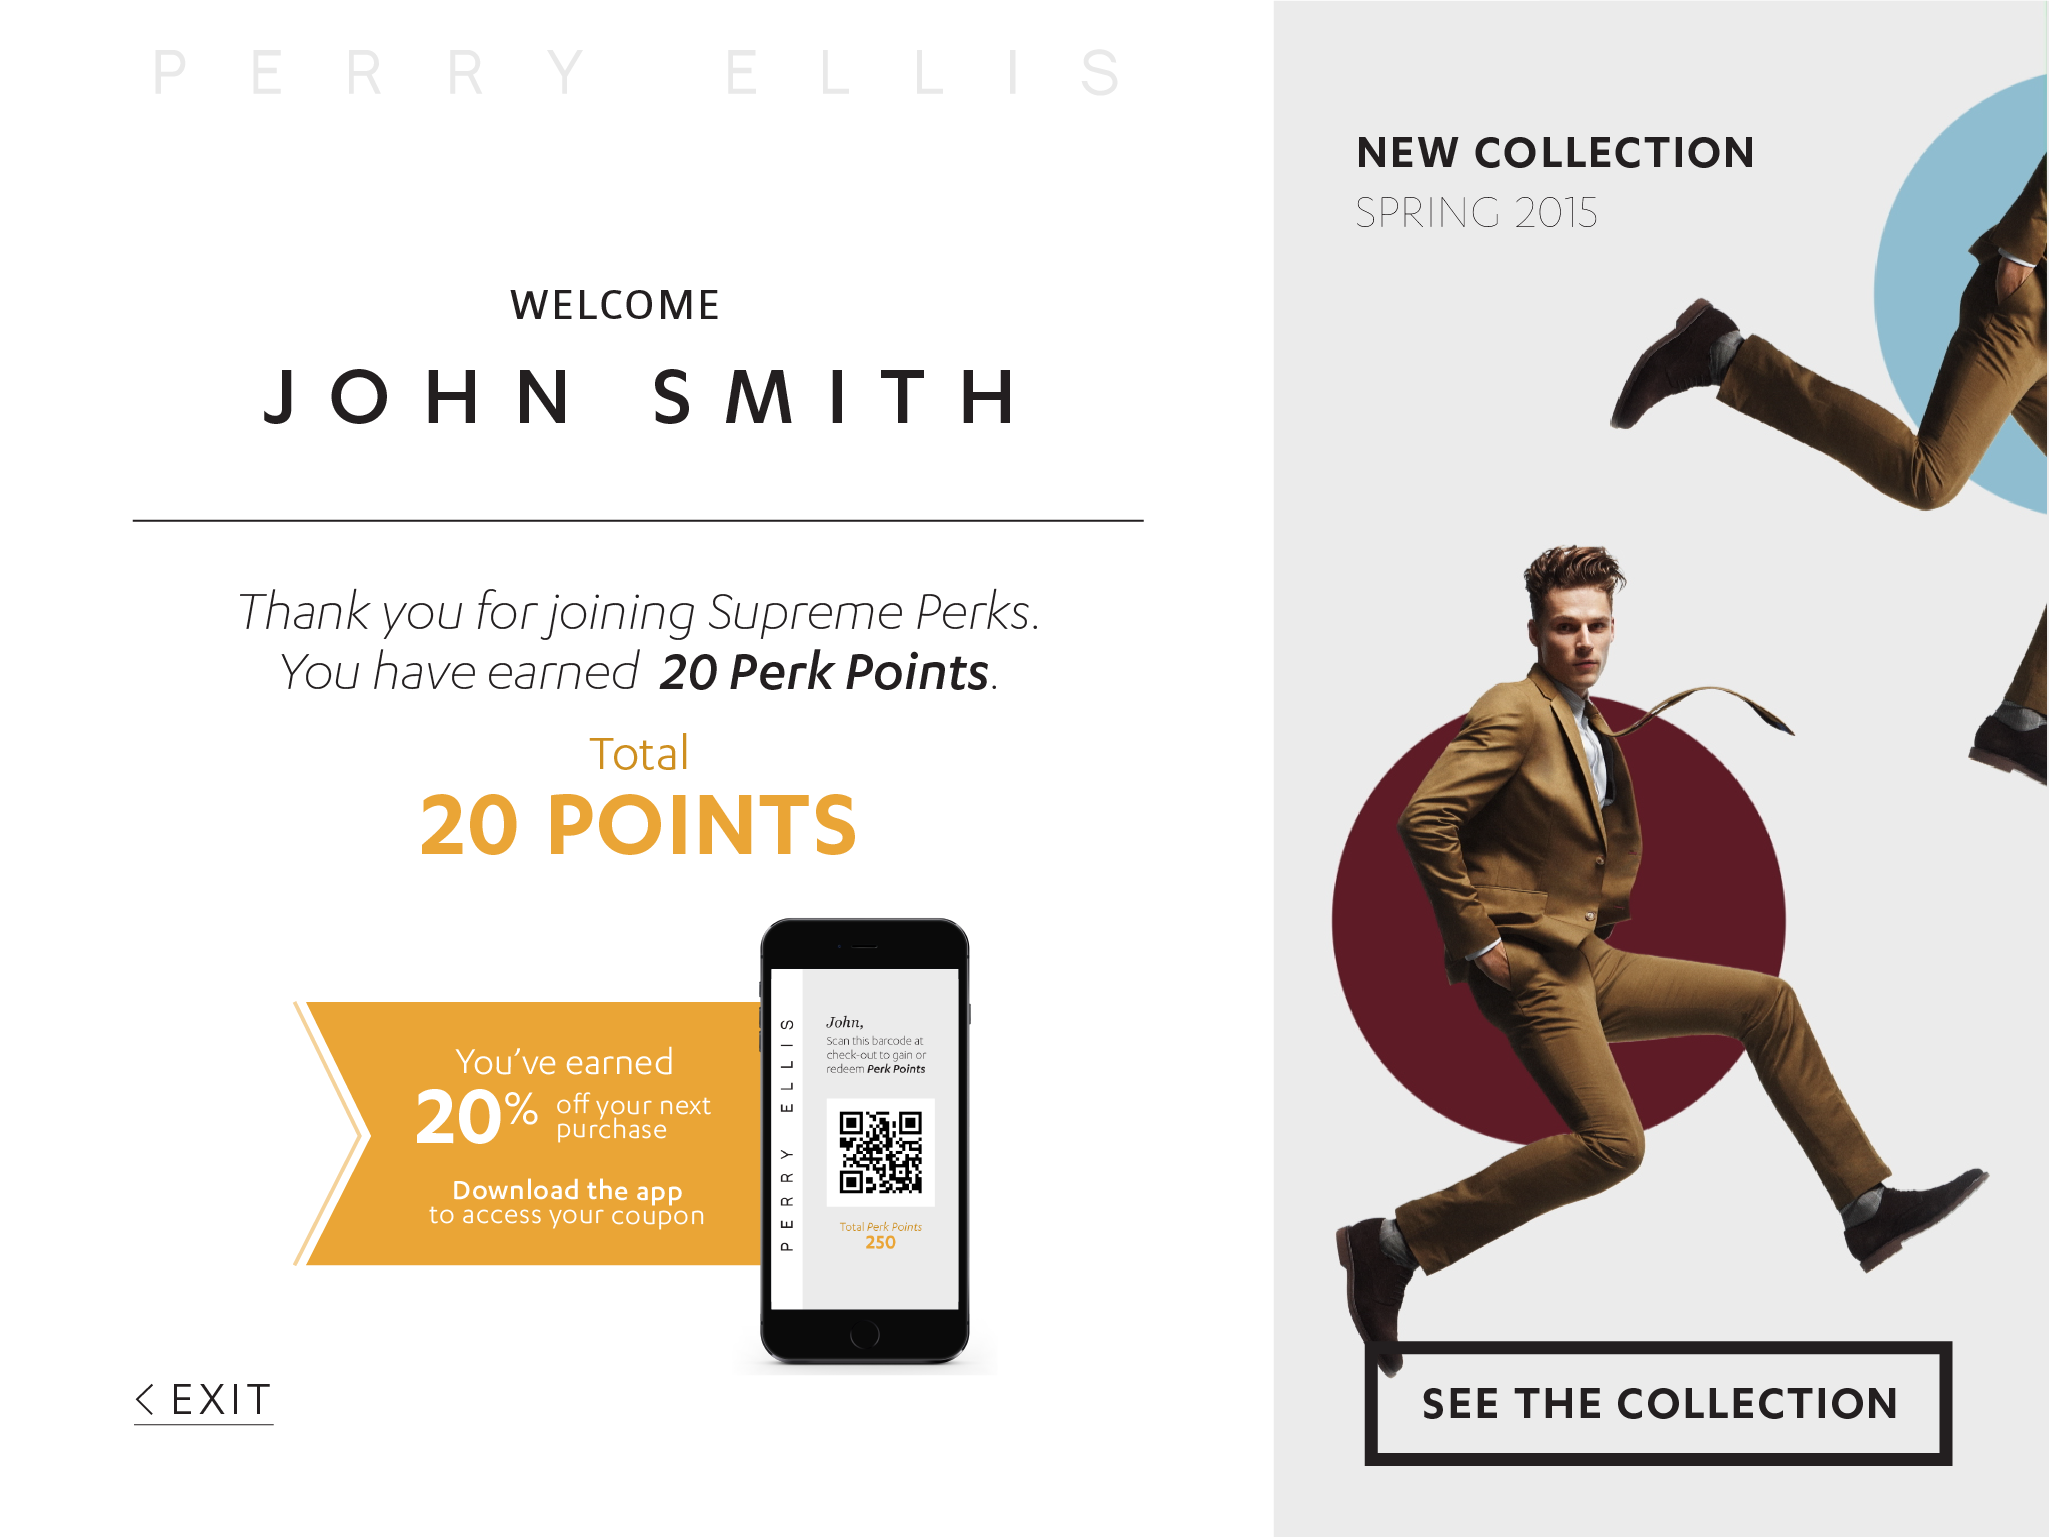 PERRY ELLIS
WELCOME
JOHN SMITH
Thank you for joining Supreme Perks.
You have earned 20 Perk Points.
Total
20 POINTS
You've earned
20% off your next
purchase
Download the app
to access your coupon
PERRY ELLIS
John,
Scan this barcode at
check-out to gain or
redeem Perk Points
Total Perk Points
250
< EXIT
NEW COLLECTION
SPRING 2015
SEE THE COLLECTION